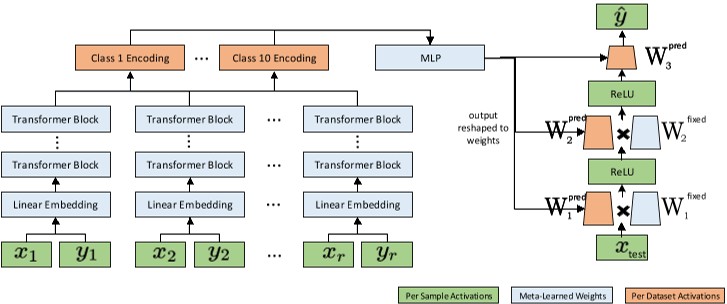 ŷ
W₃ᵖʳᵉᵈ
Class 1 Encoding ... Class 10 Encoding MLP
ReLU
output
reshaped to
weights
Transformer Block Transformer Block ... Transformer Block
W₂ᵖʳᵉᵈ × W₂ᶠⁱˣᵉᵈ
Transformer Block Transformer Block ... Transformer Block
ReLU
Linear Embedding Linear Embedding ... Linear Embedding
W₁ᵖʳᵉᵈ × W₁ᶠⁱˣᵉᵈ
x₁ y₁ x₂ y₂ ... xᵣ yᵣ
x test
Per Sample Activations Meta-Learned Weights Per Dataset Activations